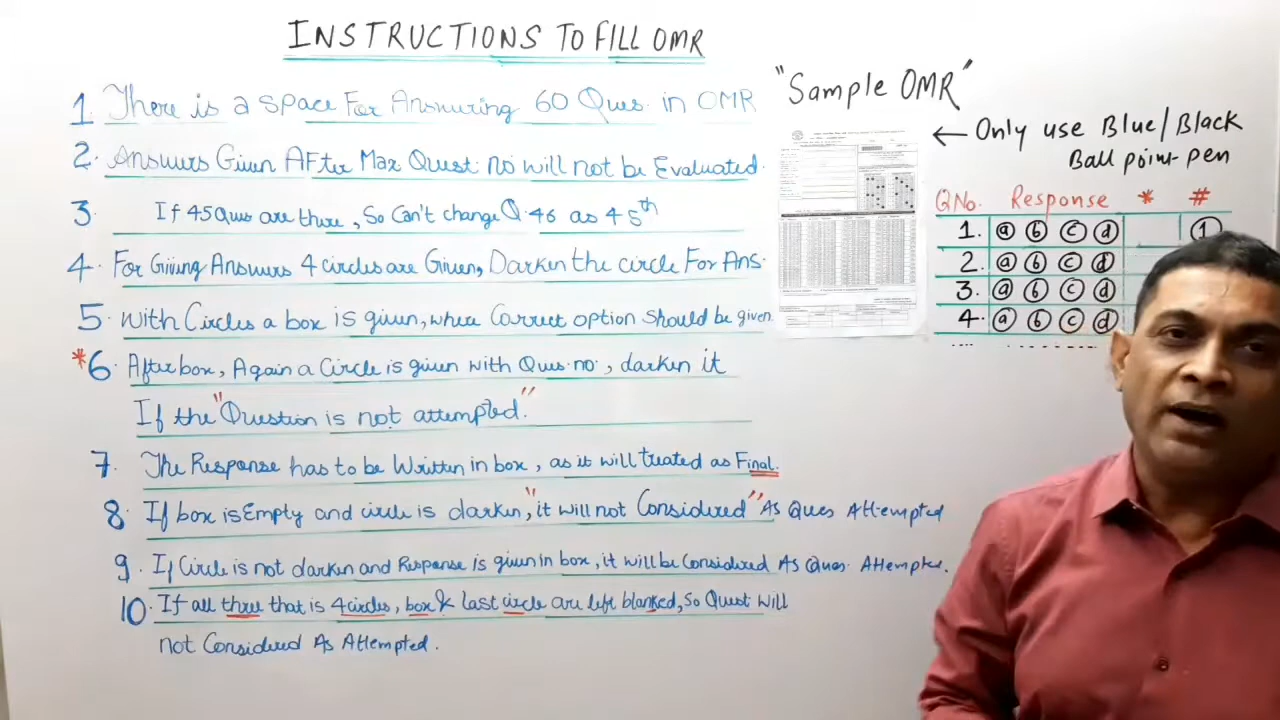 INSTRUCTIONS TO FILL OMR
1. There is a space For Answering 60 Ques. in OMR
2. Answers Given AFter Max Quest. no will not be Evaluated.
3 If 45 Ques are there, So Can't change Q.46 as 45th
4. For Giving Answers 4 circles are Given, Darken the circle For Ans.
5. With Circles a box is given, where Correct option should be given.
*6. After box, Again a Circle is given with Ques. no., darken it
If the "Question is not attempted."
7. The Response has to be Written in box, as it will treated as Final.
8. If box is Empty and circle is darken, "it will not Considered" As Ques Attempted
9. If Circle is not darken and Response is given in box, it will be Considered As Ques. Attempted.
10. If all three that is 4 circles, box & last circle are left blanked, So Quest will
not Considered As Attempted.
"Sample OMR"
← Only use Blue/Black
Ball point-pen
Q No. Response * #
1. a b c d 1
2. a b c d
3. a b c d
4. a b c d